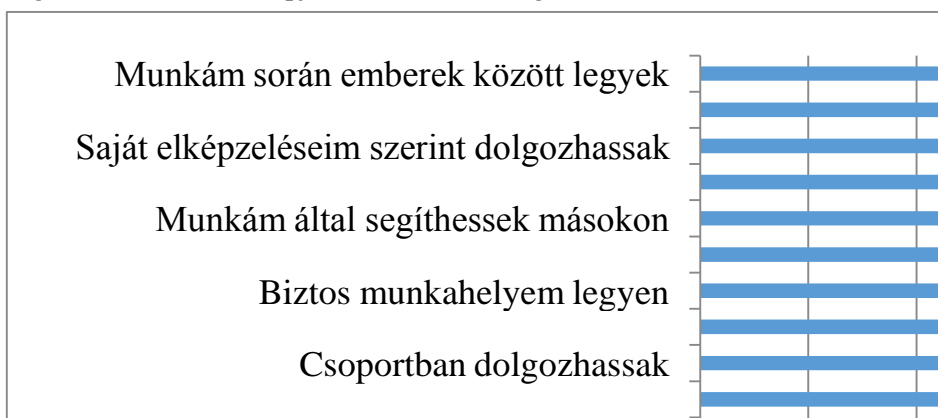 Munkám során emberek között legyek
Saját elképzeléseim szerint dolgozhassak
Munkám által segíthessek másokon
Biztos munkahelyem legyen
Csoportban dolgozhassak